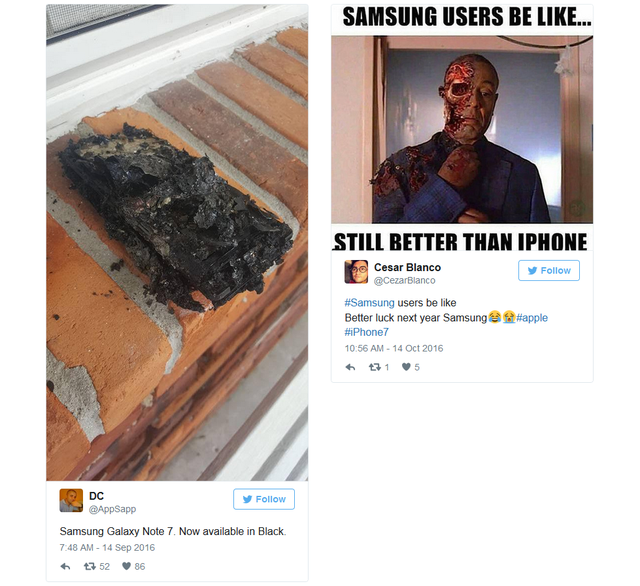 DC
@AppSapp
Follow
Samsung Galaxy Note 7. Now available in Black.
7:48 AM - 14 Sep 2016
52 86
SAMSUNG USERS BE LIKE...
STILL BETTER THAN IPHONE
Cesar Blanco
@CezarBlanco
Follow
#Samsung users be like
Better luck next year Samsung😂😭#apple
#iPhone7
10:56 AM - 14 Oct 2016
1 5